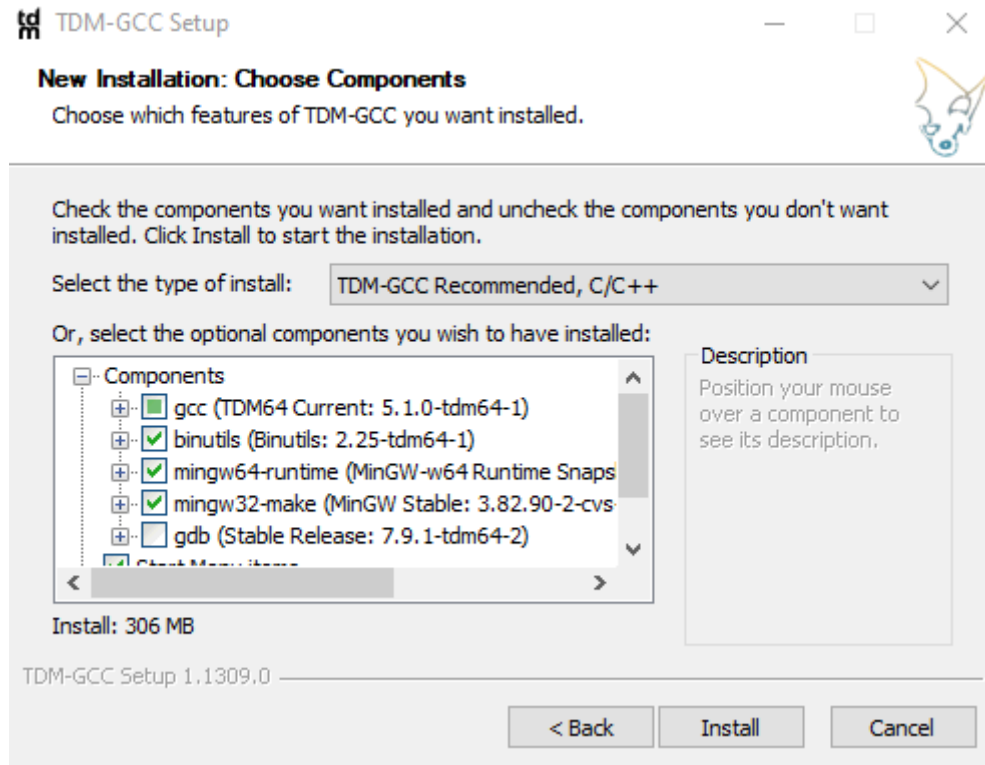 tdm TDM-GCC Setup
New Installation: Choose Components
Choose which features of TDM-GCC you want installed.
Check the components you want installed and uncheck the components you don't want
installed. Click Install to start the installation.
Select the type of install: TDM-GCC Recommended, C/C++
Or, select the optional components you wish to have installed:
Components
gcc (TDM64 Current: 5.1.0-tdm64-1)
binutils (Binutils: 2.25-tdm64-1)
mingw64-runtime (MinGW-w64 Runtime Snaps
mingw32-make (MinGW Stable: 3.82.90-2-cvs-
gdb (Stable Release: 7.9.1-tdm64-2)
Start Menu items
Description
Position your mouse
over a component to
see its description.
Install: 306 MB
TDM-GCC Setup 1.1309.0
< Back Install Cancel